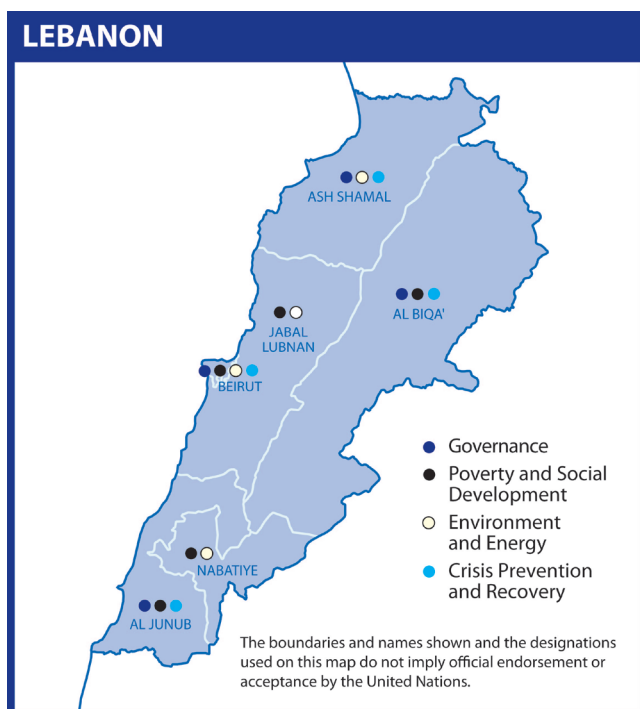 LEBANON
ASH SHAMAL
AL BIQA'
JABAL
LUBNAN
BEIRUT
Governance
Poverty and Social
Development
Environment
and Energy
Crisis Prevention
and Recovery
NABATIYE
AL JUNUB
The boundaries and names shown and the designations
used on this map do not imply official endorsement or
acceptance by the United Nations.